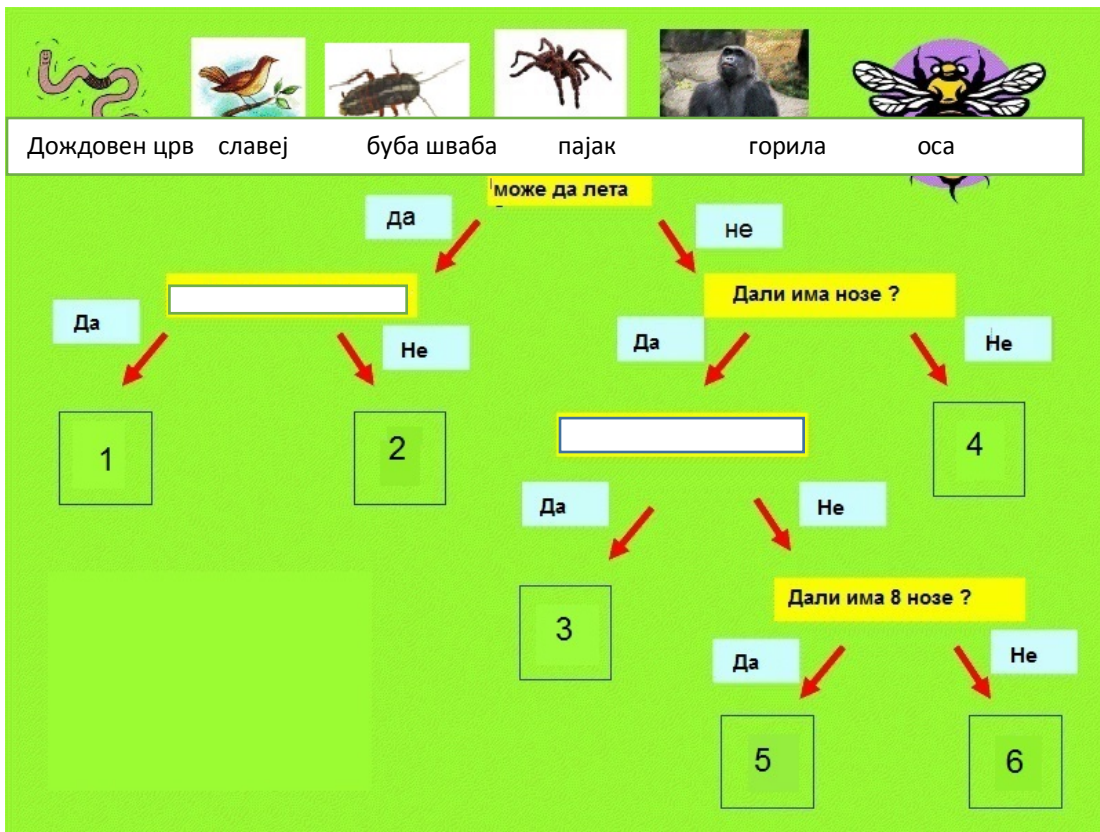 Дождовен црв славеј буба шваба пајак горила оса
може да лета
да
не
Дали има нозе ?
Да
Не
Да
Не
1
2
4
Да
Не
3
Дали има 8 нозе ?
Да
Не
5
6